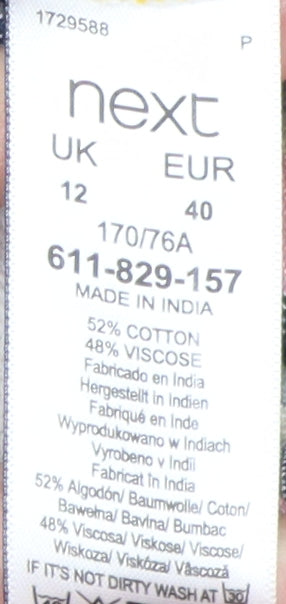 1729588
P
next
UK EUR
12 40
170/76A
611-829-157
MADE IN INDIA
52% COTTON
48% VISCOSE
Fabricado en India
Hergestellt in Indien
Fabriqué en Inde
Wyprodukowano w Indiach
Vyrobeno v Indii
Fabricat în India
52% Algodón/ Baumwolle/ Coton/
Bawełna/ Bavlna/ Bumbac
48% Viscosa/ Viskose/ Viscose/
Wiskoza/ Viskóza/ Vâscoză
IF IT'S NOT DIRTY WASH AT 30